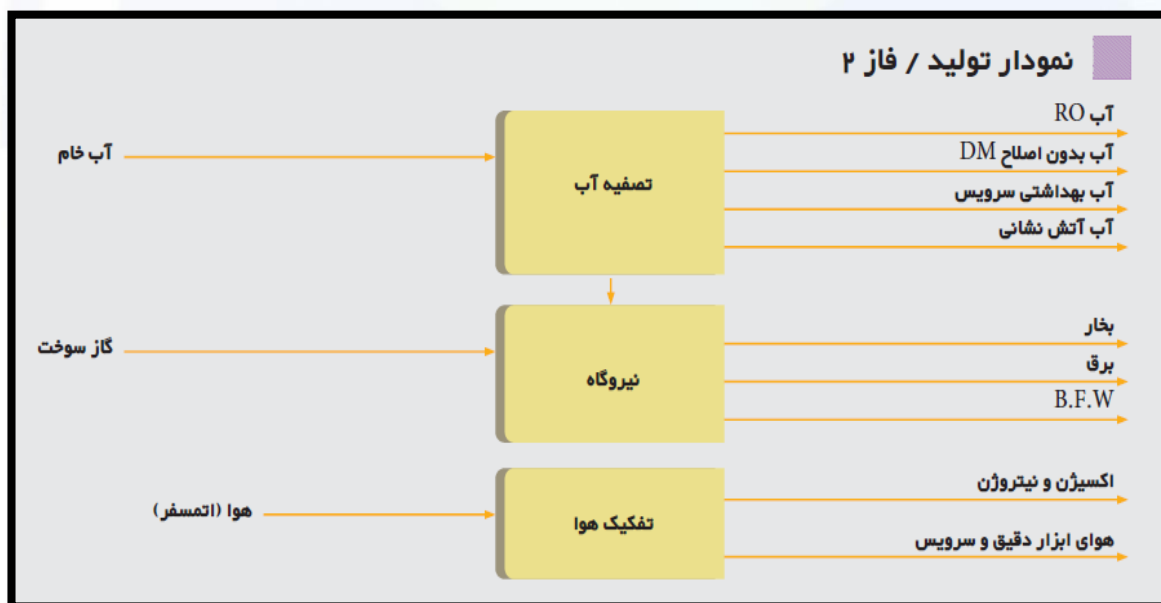 نمودار تولید / فاز ۲
آب خام
تصفیه آب
آب RO
آب بدون اصلاح DM
آب بهداشتی سرویس
آب آتش نشانی
گاز سوخت
نیروگاه
بخار
برق
B.F.W
هوا (اتمسفر)
تفکیک هوا
اکسیژن و نیتروژن
هوای ابزار دقیق و سرویس